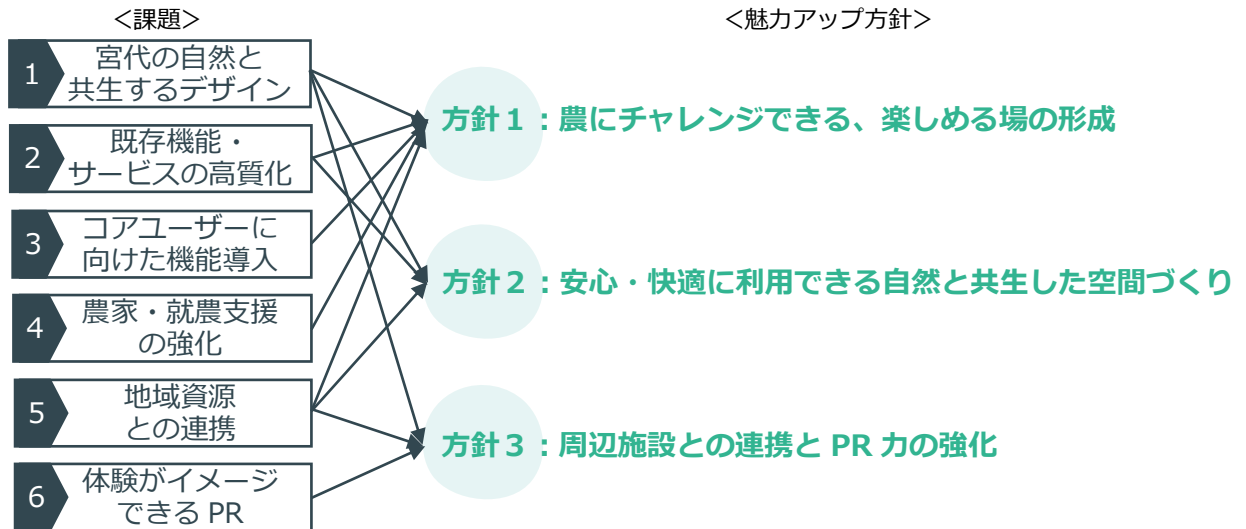 ＜課題＞
＜魅力アップ方針＞
1
宮代の自然と
共生するデザイン
2
既存機能・
サービスの高質化
3
コアユーザーに
向けた機能導入
4
農家・就農支援
の強化
5
地域資源
との連携
6
体験がイメージ
できる PR
方針１：農にチャレンジできる、楽しめる場の形成
方針２：安心・快適に利用できる自然と共生した空間づくり
方針３：周辺施設との連携と PR 力の強化